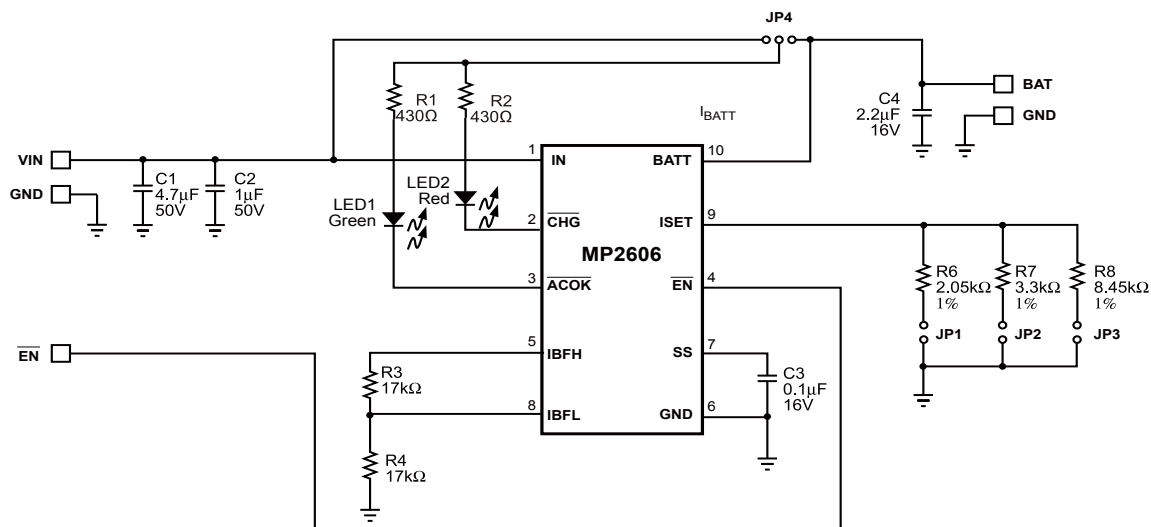 JP4
R1
430Ω
R2
430Ω
I BATT
C4
2.2µF
16V
BAT
GND
VIN
GND
C1
4.7µF
50V
C2
1µF
50V
LED1
Green
LED2
Red
1
IN
BATT
10
2
CHG
ISET
9
MP2606
3
ACOK
EN
4
R6
2.05kΩ
1%
R7
3.3kΩ
1%
R8
8.45kΩ
1%
JP1
JP2
JP3
EN
5
IBFH
SS
7
R3
17kΩ
C3
0.1µF
16V
8
IBFL
GND
6
R4
17kΩ